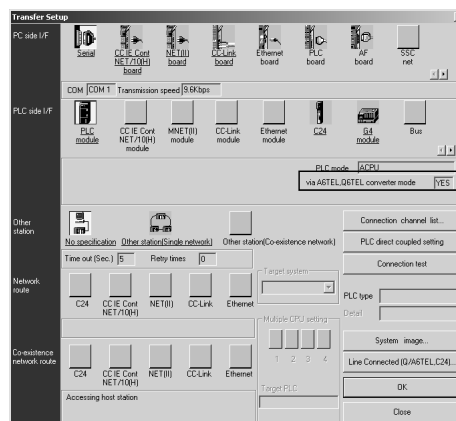 Transfer Setup
PC side I/F
Serial
CC IE Cont NET/10(H) board
NET(II) board
CC-Link board
Ethernet board
PLC board
AF board
SSC net
COM COM 1 Transmission speed 9.6Kbps
PLC side I/F
PLC module
CC IE Cont NET/10(H) module
MNET(II) module
CC-Link module
Ethernet module
C24
G4 module
Bus
PLC mode ACPU
via A6TEL,Q6TEL converter mode YES
Other station
No specification
Other station(Single network)
Other station(Co-existence network)
Time out (Sec.) 5 Retry times 0
Network route
C24
CC IE Cont NET/10(H)
NET(II)
CC-Link
Ethernet
Co-existence network route
C24
CC IE Cont NET/10(H)
NET(II)
CC-Link
Ethernet
Accessing host station
Target system
Multiple CPU setting
1 2 3 4
Target PLC
Connection channel list...
PLC direct coupled setting
Connection test
PLC type
Detail
System image...
Line Connected (Q/A6TEL,C24)...
OK
Close